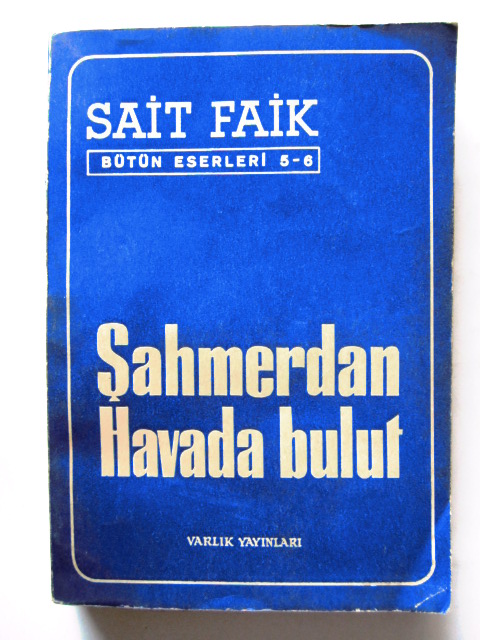 SAİT FAİK
BÜTÜN ESERLERİ 5-6
Şahmerdan
Havada bulut
VARLIK YAYINLARI